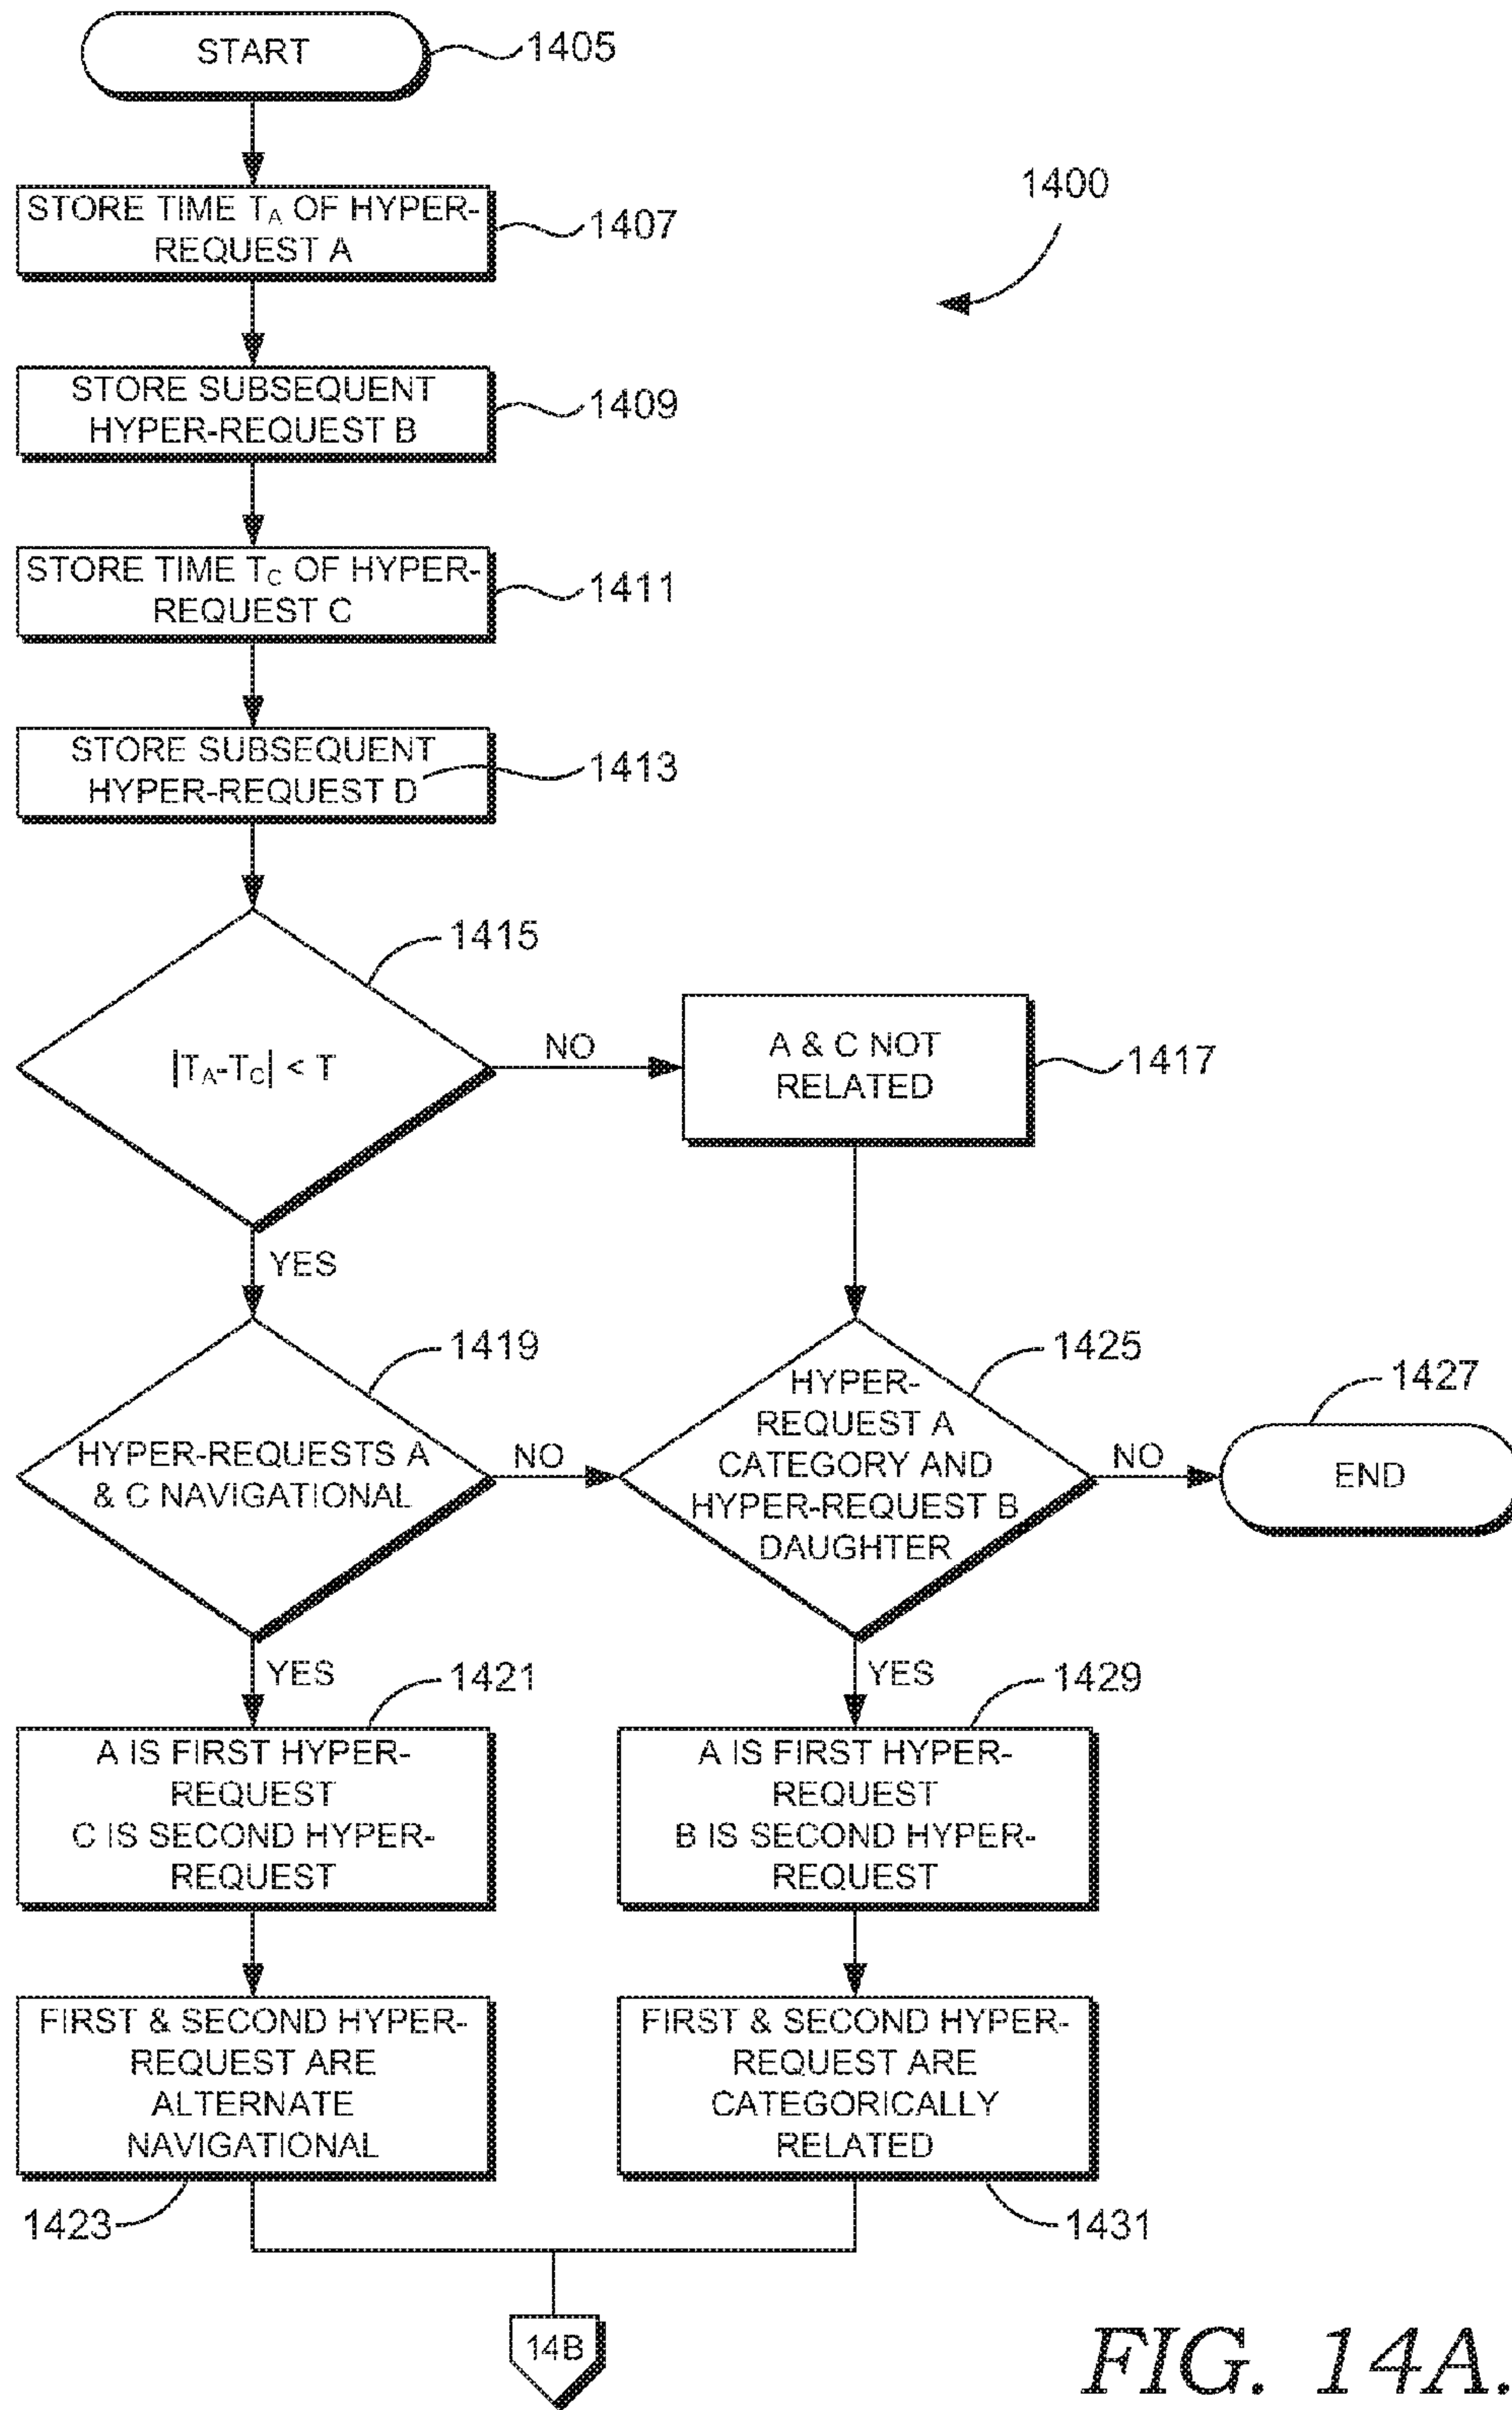 START
1405
1400
STORE TIME TA OF HYPER-
REQUEST A
1407
STORE SUBSEQUENT
HYPER-REQUEST B
1409
STORE TIME TC OF HYPER-
REQUEST C
1411
STORE SUBSEQUENT
HYPER-REQUEST D
1413
1415
|TA-TC| < T
NO
A & C NOT
RELATED
1417
YES
1419
HYPER-REQUESTS A
& C NAVIGATIONAL
NO
1425
HYPER-
REQUEST A
CATEGORY AND
HYPER-REQUEST B
DAUGHTER
NO
1427
END
YES
1421
A IS FIRST HYPER-
REQUEST
C IS SECOND HYPER-
REQUEST
YES
1429
A IS FIRST HYPER-
REQUEST
B IS SECOND HYPER-
REQUEST
FIRST & SECOND HYPER-
REQUEST ARE
ALTERNATE
NAVIGATIONAL
1423
FIRST & SECOND HYPER-
REQUEST ARE
CATEGORICALLY
RELATED
1431
14B
FIG. 14A.